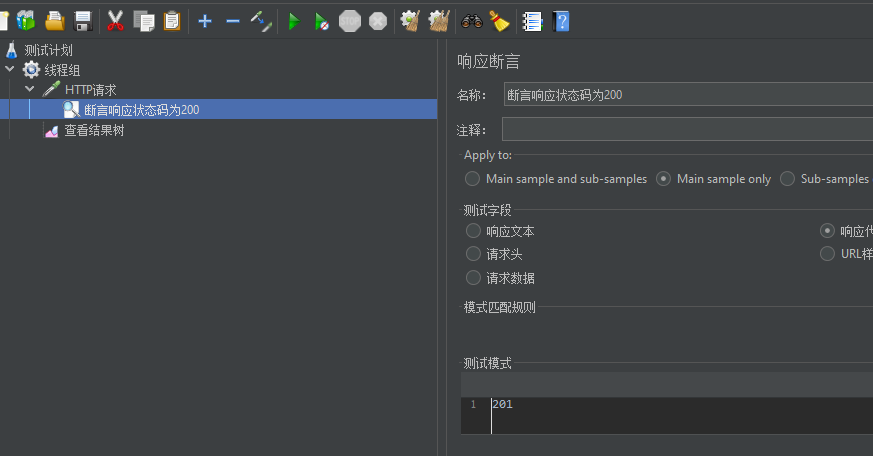 测试计划
线程组
HTTP请求
断言响应状态码为200
查看结果树
响应断言
名称：
断言响应状态码为200
注释：
Apply to:
Main sample and sub-samples
Main sample only
Sub-samples
测试字段
响应文本
响应代
请求头
URL样
请求数据
模式匹配规则
测试模式
1
201